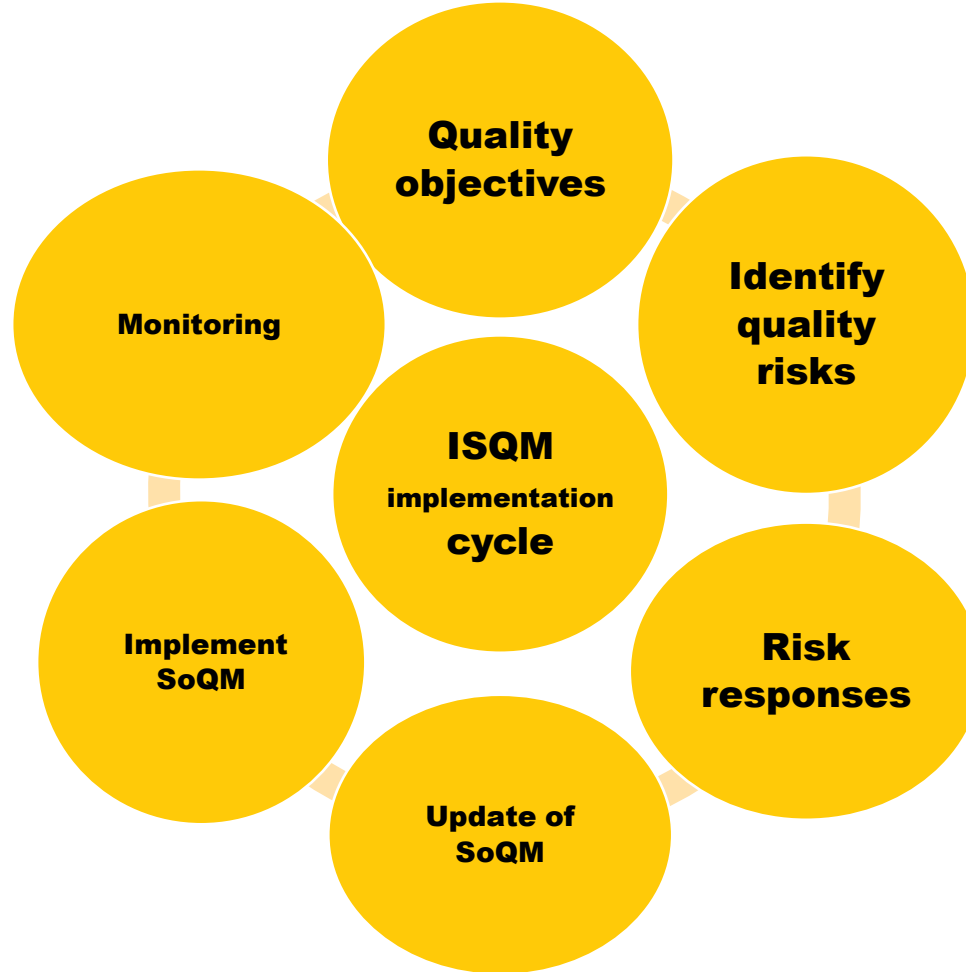 Quality
objectives
Identify
quality
risks
Risk
responses
Update of
SoQM
Implement
SoQM
Monitoring
ISQM
implementation
cycle